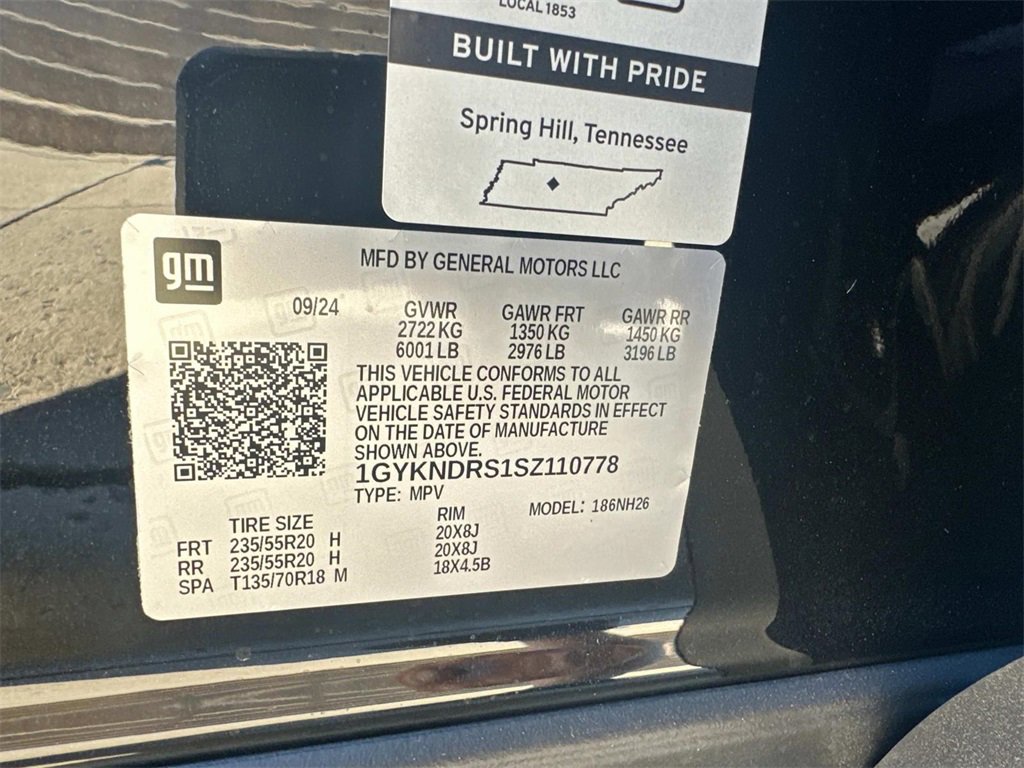 LOCAL 1853
BUILT WITH PRIDE
Spring Hill, Tennessee
gm
MFD BY GENERAL MOTORS LLC
09/24 GVWR GAWR FRT GAWR RR
2722 KG 1350 KG 1450 KG
6001 LB 2976 LB 3196 LB
THIS VEHICLE CONFORMS TO ALL
APPLICABLE U.S. FEDERAL MOTOR
VEHICLE SAFETY STANDARDS IN EFFECT
ON THE DATE OF MANUFACTURE
SHOWN ABOVE.
1GYKNDRS1SZ110778
TYPE: MPV MODEL: 186NH26
TIRE SIZE RIM
FRT 235/55R20 H 20X8J
RR 235/55R20 H 20X8J
SPA T135/70R18 M 18X4.5B